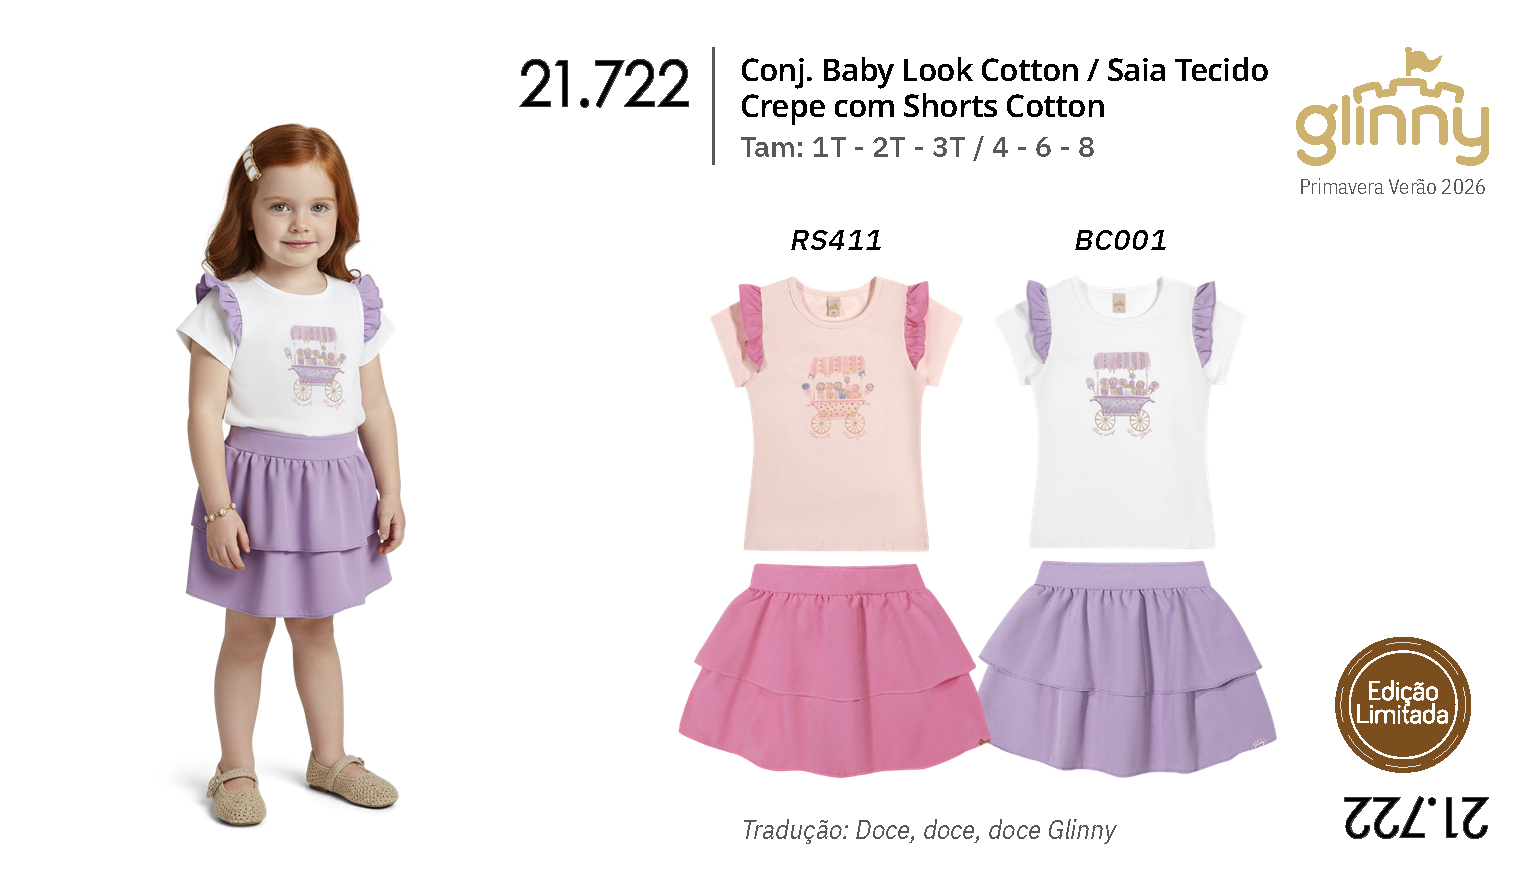 21.722
Conj. Baby Look Cotton / Saia Tecido
Crepe com Shorts Cotton
Tam: 1T - 2T - 3T / 4 - 6 - 8
glinny
Primavera Verão 2026
RS411
BC001
Edição
Limitada
21.722
Tradução: Doce, doce, doce Glinny